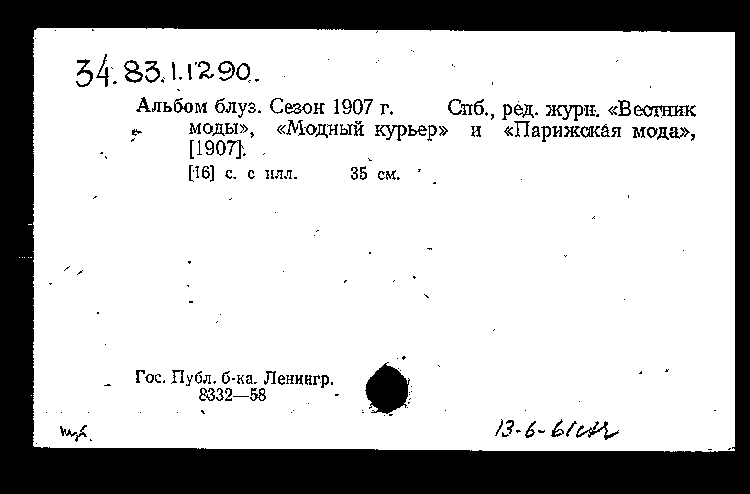 34.83.1.1290.
Альбом блуз. Сезон 1907 г. Спб., ред. журн. «Вестник
моды», «Модный курьер» и «Парижская мода»,
[1907].
[16] с. с илл. 35 см.
Гос. Публ. б-ка. Ленингр.
8332—58
13-6-61